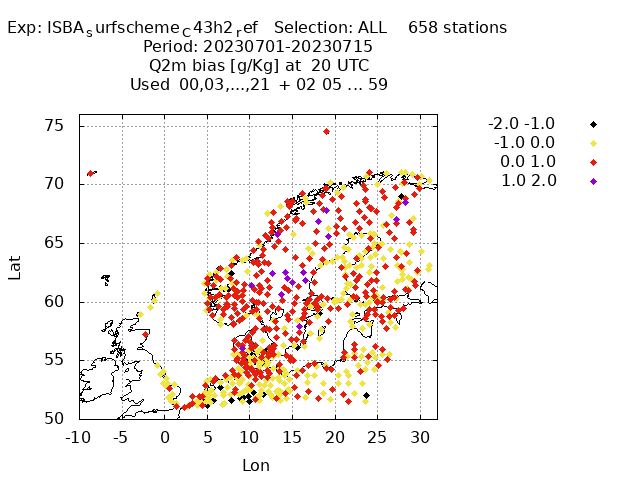 Exp: ISBA_surfscheme_C43h2_ref   Selection: ALL    658 stations
Period: 20230701-20230715
Q2m bias [g/Kg] at  20 UTC
Used  00,03,...,21  + 02 05 ... 59
-2.0 -1.0
-1.0 0.0
0.0 1.0
1.0 2.0
75
70
65
60
55
50
Lat
-10 -5 0 5 10 15 20 25 30
Lon